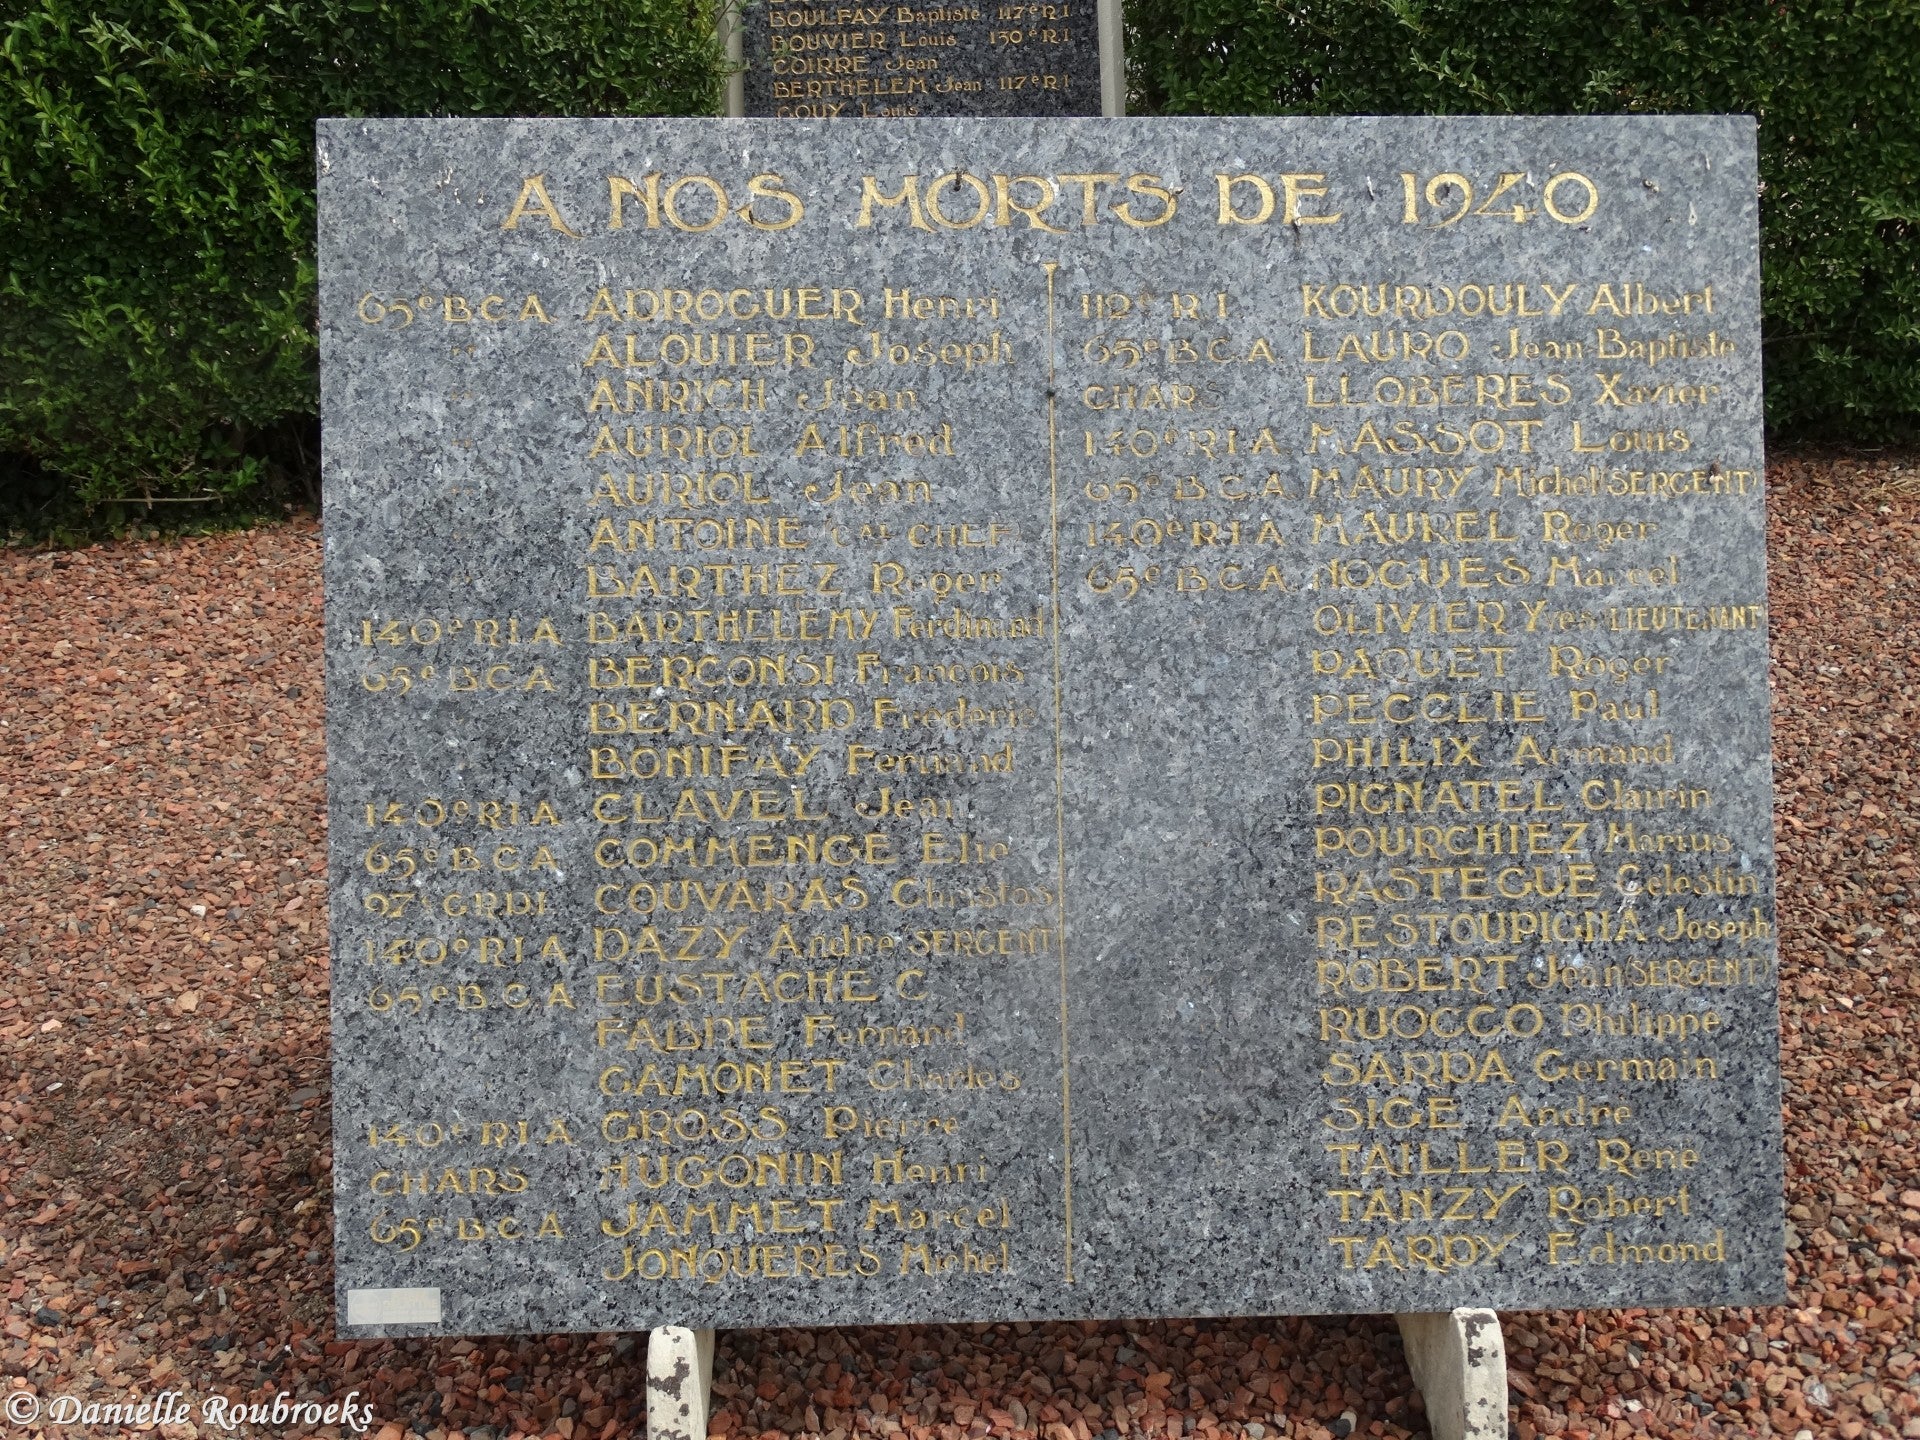 BOULFAY Baptiste 117e R I
BOUVIER Louis 130e R I
COIRRE Jean
BERTHELEM Jean 117e R I
GOUY Louis
A NOS MORTS DE 1940
65e B C A ADROGUER Henri
" ALQUIER Joseph
" ANRICH Jean
" AURIOL Alfred
" AURIOL Jean
ANTOINE (CAL CHEF)
BARTHEZ Roger
140e R I A BARTHELEMY Ferdinand
65e B C A BERCONSI François
" BERNARD Frédéric
BONIFAY Fernand
140e R I A CLAVEL Jean
65e B C A COMMENGE Elie
97e GRDI COUVARAS Christos
140e R I A DAZY André (SERGENT)
65e B C A EUSTACHE C
FABRE Fernand
GAMONET Charles
140e R I A GROSS Pierre
CHARS HUGONIN Henri
65e B C A JAMMET Marcel
JONQUERES Michel
112e R I KOURDOULY Albert
65e B C A LAURO Jean Baptiste
CHARS LLOBERES Xavier
140e R I A MASSOT Louis
65e B C A MAURY Michel (SERGENT)
140e R I A MAUREL Roger
65e B C A NOGUES Marcel
OLIVIER Yves (LIEUTENANT)
PAQUET Roger
PECCLIE Paul
PHILIX Armand
PIGNATEL Clairin
POURCHIEZ Marius
RASTEGUE Célestin
RESTOUPIGNA Joseph
ROBERT Jean (SERGENT)
RUOCCO Philippe
SARDA Germain
SIGE André
TAILLER René
TANZY Robert
TARDY Edmond
© Danielle Roubroeks